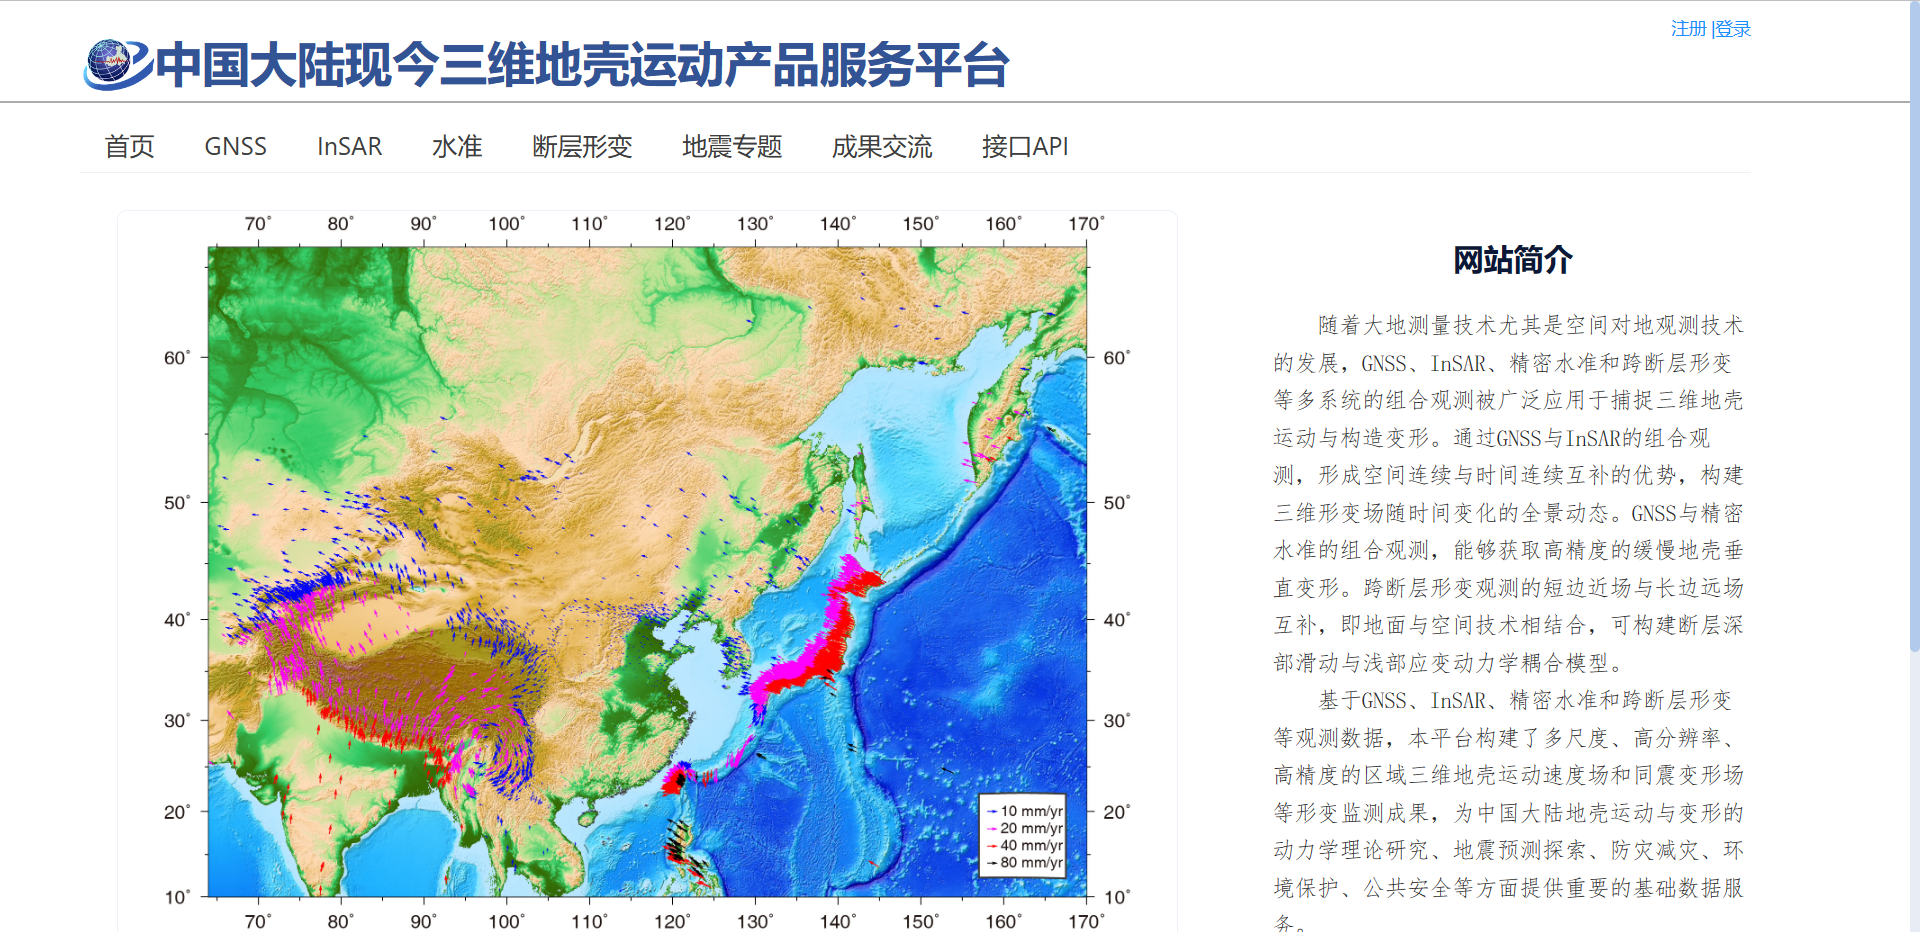 注册 |登录
中国大陆现今三维地壳运动产品服务平台
首页 GNSS InSAR 水准 断层形变 地震专题 成果交流 接口API
70° 80° 90° 100° 110° 120° 130° 140° 150° 160° 170°
60° 60°
50° 50°
40° 40°
30° 30°
20° 20°
10° 10°
10 mm/yr
20 mm/yr
40 mm/yr
80 mm/yr
70° 80° 90° 100° 110° 120° 130° 140° 150° 160° 170°
网站简介
随着大地测量技术尤其是空间对地观测技术
的发展，GNSS、InSAR、精密水准和跨断层形变
等多系统的组合观测被广泛应用于捕捉三维地壳
运动与构造变形。通过GNSS与InSAR的组合观
测，形成空间连续与时间连续互补的优势，构建
三维形变场随时间变化的全景动态。GNSS与精密
水准的组合观测，能够获取高精度的缓慢地壳垂
直变形。跨断层形变观测的短边近场与长边远场
互补，即地面与空间技术相结合，可构建断层深
部滑动与浅部应变动力学耦合模型。
基于GNSS、InSAR、精密水准和跨断层形变
等观测数据，本平台构建了多尺度、高分辨率、
高精度的区域三维地壳运动速度场和同震变形场
等形变监测成果，为中国大陆地壳运动与变形的
动力学理论研究、地震预测探索、防灾减灾、环
境保护、公共安全等方面提供重要的基础数据服
务。